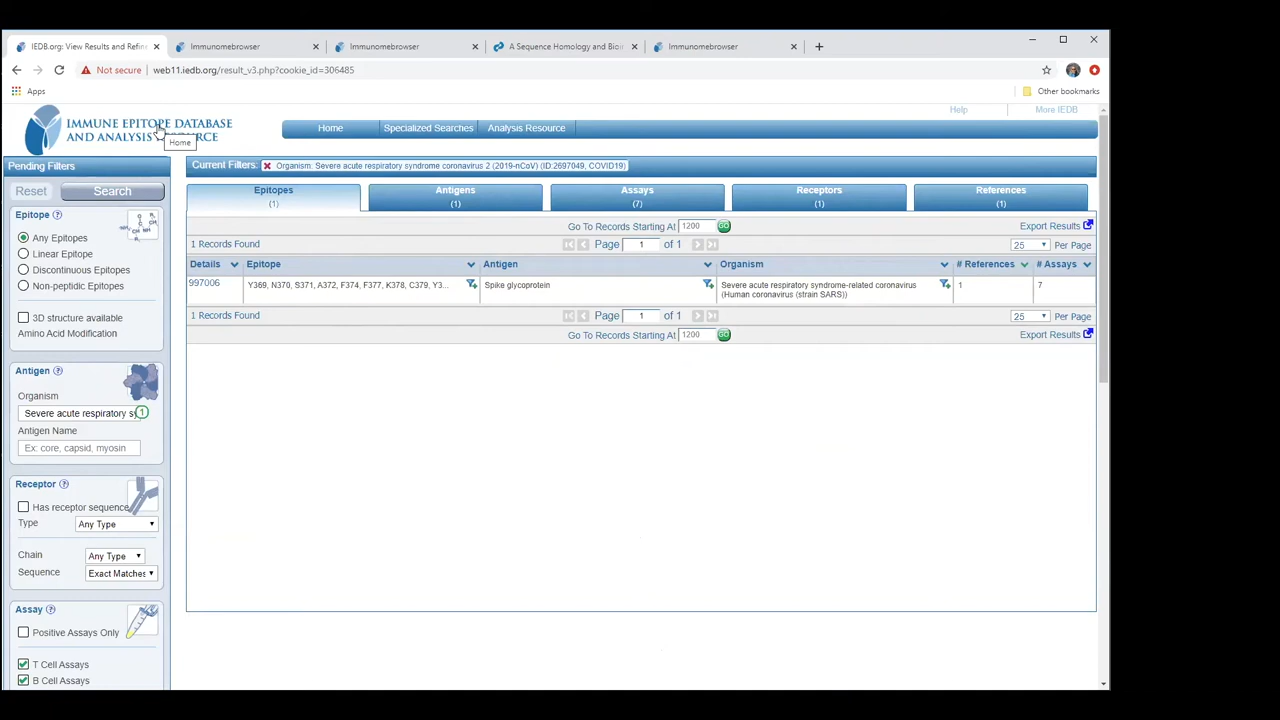 IEDB.org: View Results and Refine
Immunomebrowser
Immunomebrowser
A Sequence Homology and Bioin
Immunomebrowser
Not secure
web11.iedb.org/result_v3.php?cookie_id=306485
Apps
Other bookmarks
Help
More IEDB
IMMUNE EPITOPE DATABASE
AND ANALYSIS RESOURCE
Home
Home
Specialized Searches
Analysis Resource
Pending Filters
Current Filters:
Organism: Severe acute respiratory syndrome coronavirus 2 (2019-nCoV) (ID:2697049, COVID19)
Reset
Search
Epitopes
(1)
Antigens
(1)
Assays
(7)
Receptors
(1)
References
(1)
Epitope
Any Epitopes
Linear Epitope
Discontinuous Epitopes
Non-peptidic Epitopes
3D structure available
Amino Acid Modification
Go To Records Starting At 1200 GO
Export Results
1 Records Found
Page 1 of 1
25 Per Page
Details
Epitope
Antigen
Organism
# References
# Assays
997006
Y369, N370, S371, A372, F374, F377, K378, C379, Y3...
Spike glycoprotein
Severe acute respiratory syndrome-related coronavirus
(Human coronavirus (strain SARS))
1
7
1 Records Found
Page 1 of 1
25 Per Page
Go To Records Starting At 1200 GO
Export Results
Antigen
Organism
Severe acute respiratory sy 1
Antigen Name
Ex: core, capsid, myosin
Receptor
Has receptor sequence
Type Any Type
Chain Any Type
Sequence Exact Matches
Assay
Positive Assays Only
T Cell Assays
B Cell Assays